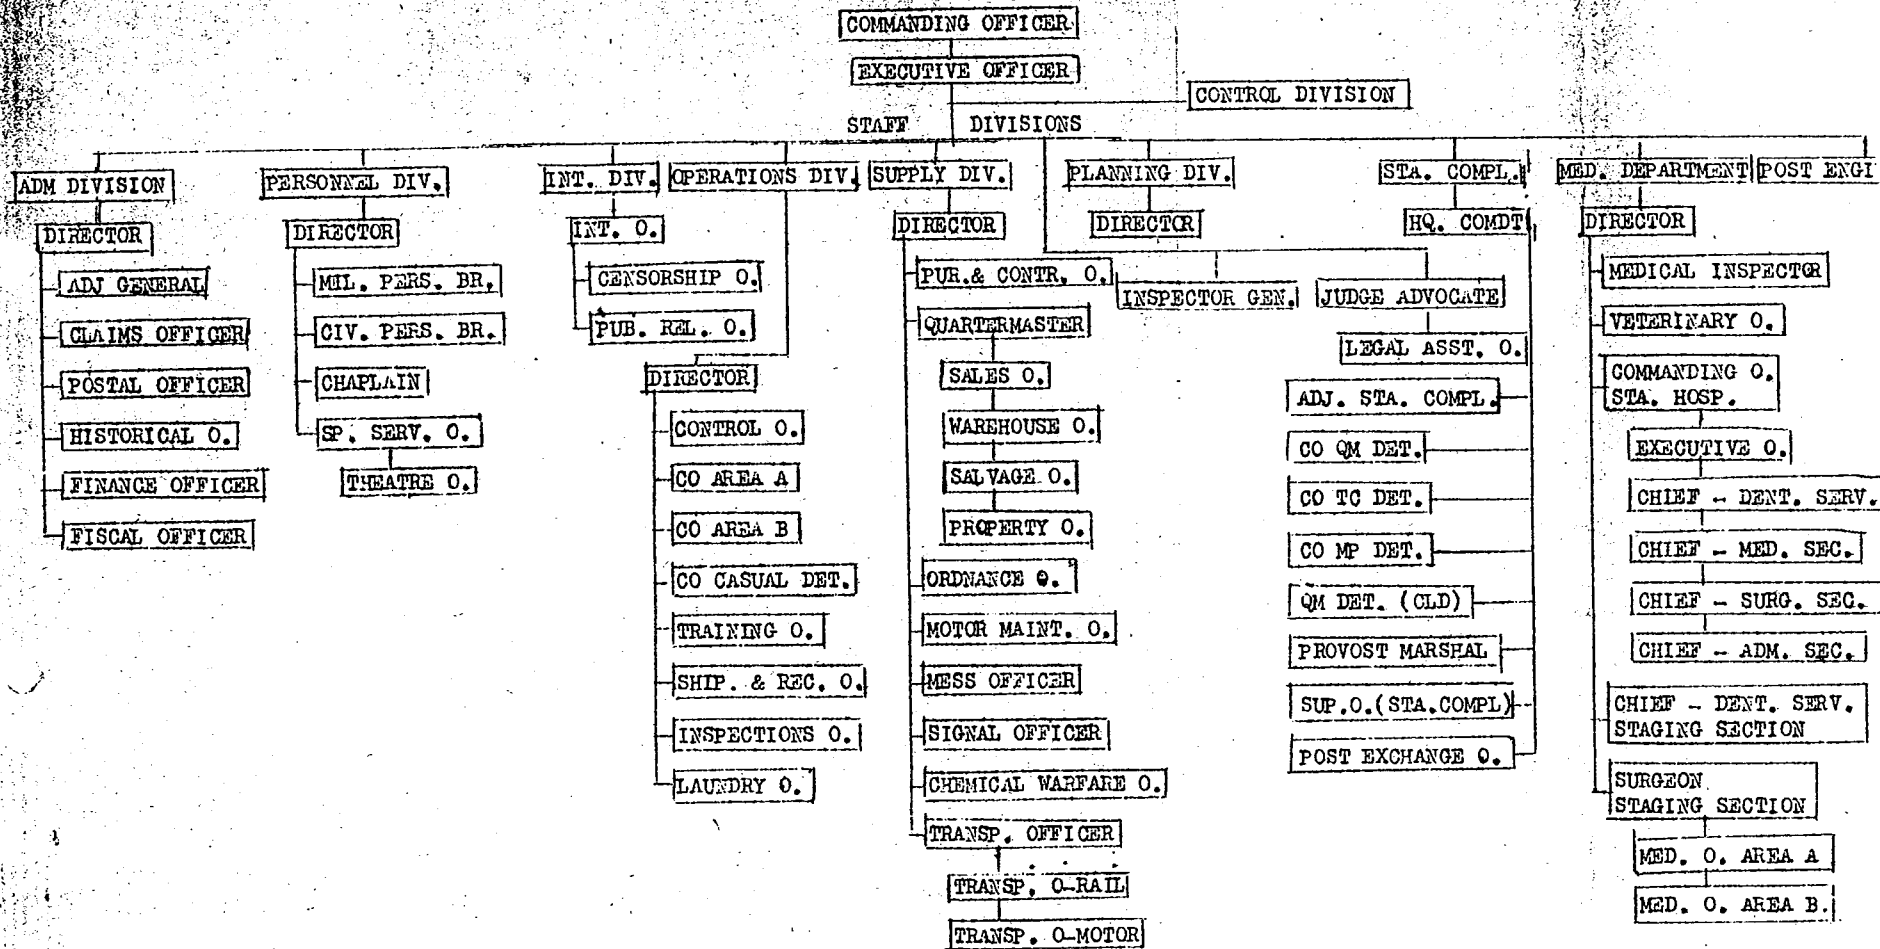 COMMANDING OFFICER
EXECUTIVE OFFICER
CONTROL DIVISION
STAFF DIVISIONS
ADM DIVISION
DIRECTOR
ADJ GENERAL
CLAIMS OFFICER
POSTAL OFFICER
HISTORICAL O.
FINANCE OFFICER
FISCAL OFFICER
PERSONNEL DIV.
DIRECTOR
MIL. PERS. BR.
CIV. PERS. BR.
CHAPLAIN
SP. SERV. O.
THEATRE O.
INT. DIV.
INT. O.
CENSORSHIP O.
PUB. REL. O.
OPERATIONS DIV.
DIRECTOR
CONTROL O.
CO AREA A
CO AREA B
CO CASUAL DET.
TRAINING O.
SHIP. & REC. O.
INSPECTIONS O.
LAUNDRY O.
SUPPLY DIV.
DIRECTOR
PUR.& CONTR. O.
QUARTERMASTER
SALES O.
WAREHOUSE O.
SALVAGE O.
PROPERTY O.
ORDNANCE O.
MOTOR MAINT. O.
MESS OFFICER
SIGNAL OFFICER
CHEMICAL WARFARE O.
TRANSP. OFFICER
TRANSP. O-RAIL
TRANSP. O-MOTOR
PLANNING DIV.
DIRECTOR
INSPECTOR GEN.
JUDGE ADVOCATE
LEGAL ASST. O.
STA. COMPL.
HQ. COMDT
ADJ. STA. COMPL.
CO QM DET.
CO TC DET.
CO MP DET.
QM DET. (CLD)
PROVOST MARSHAL
SUP.O.(STA.COMPL)
POST EXCHANGE O.
MED. DEPARTMENT
DIRECTOR
MEDICAL INSPECTOR
VETERINARY O.
COMMANDING O.
STA. HOSP.
EXECUTIVE O.
CHIEF - DENT. SERV.
CHIEF - MED. SEC.
CHIEF - SURG. SEC.
CHIEF - ADM. SEC.
CHIEF - DENT. SERV.
STAGING SECTION
SURGEON
STAGING SECTION
MED. O. AREA A
MED. O. AREA B.
POST ENGI